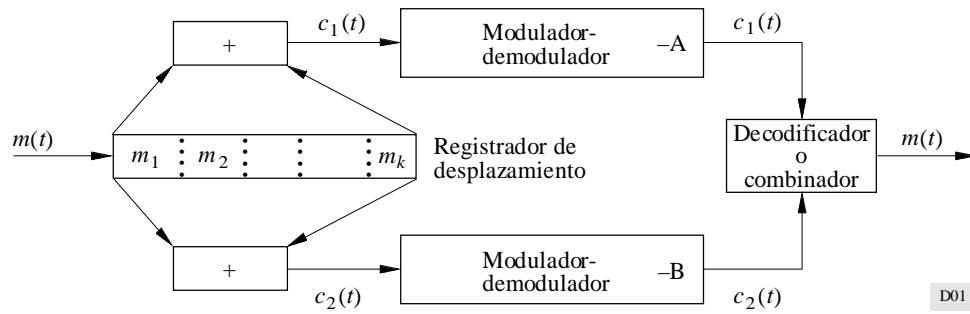 c1(t)
Modulador-
demodulador –A
c1(t)
+
m(t)
m1 m2 mk
Registrador de
desplazamiento
Decodificador
o
combinador
m(t)
+
c2(t)
Modulador-
demodulador –B
c2(t)
D01